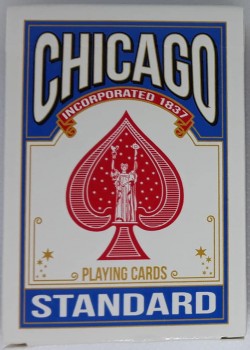 CHICAGO
INCORPORATED 1837
PLAYING CARDS
STANDARD